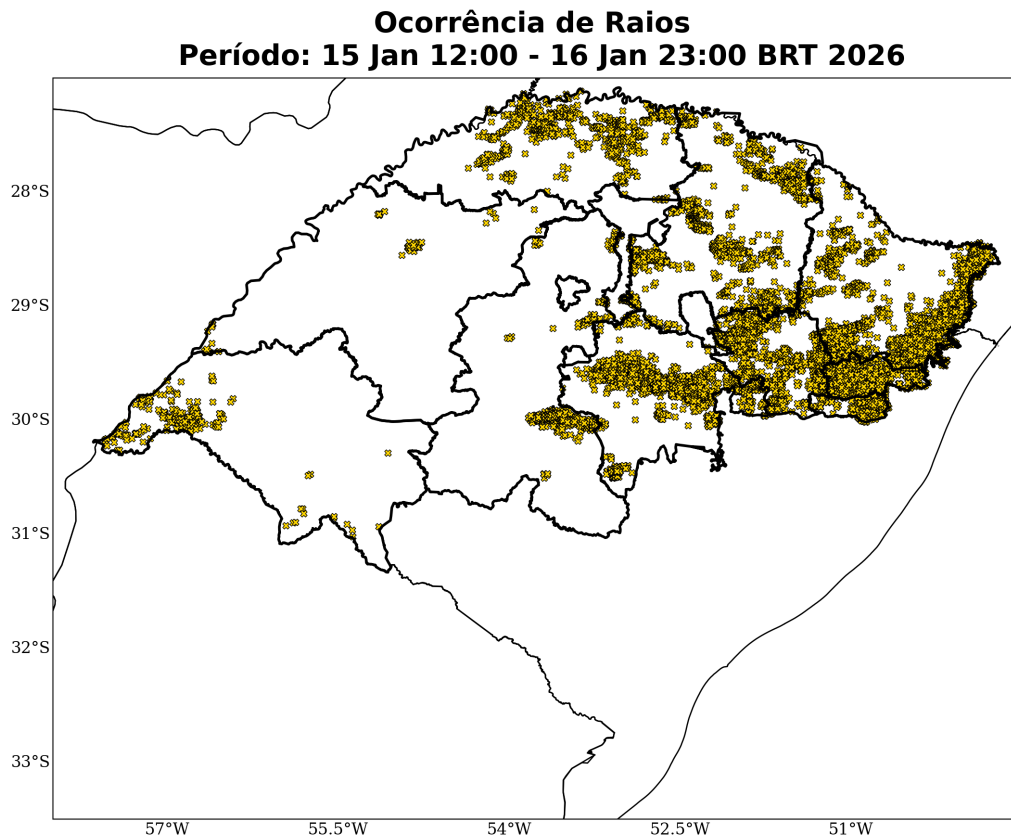 Ocorrência de Raios
Período: 15 Jan 12:00 - 16 Jan 23:00 BRT 2026
28°S
29°S
30°S
31°S
32°S
33°S
57°W 55.5°W 54°W 52.5°W 51°W